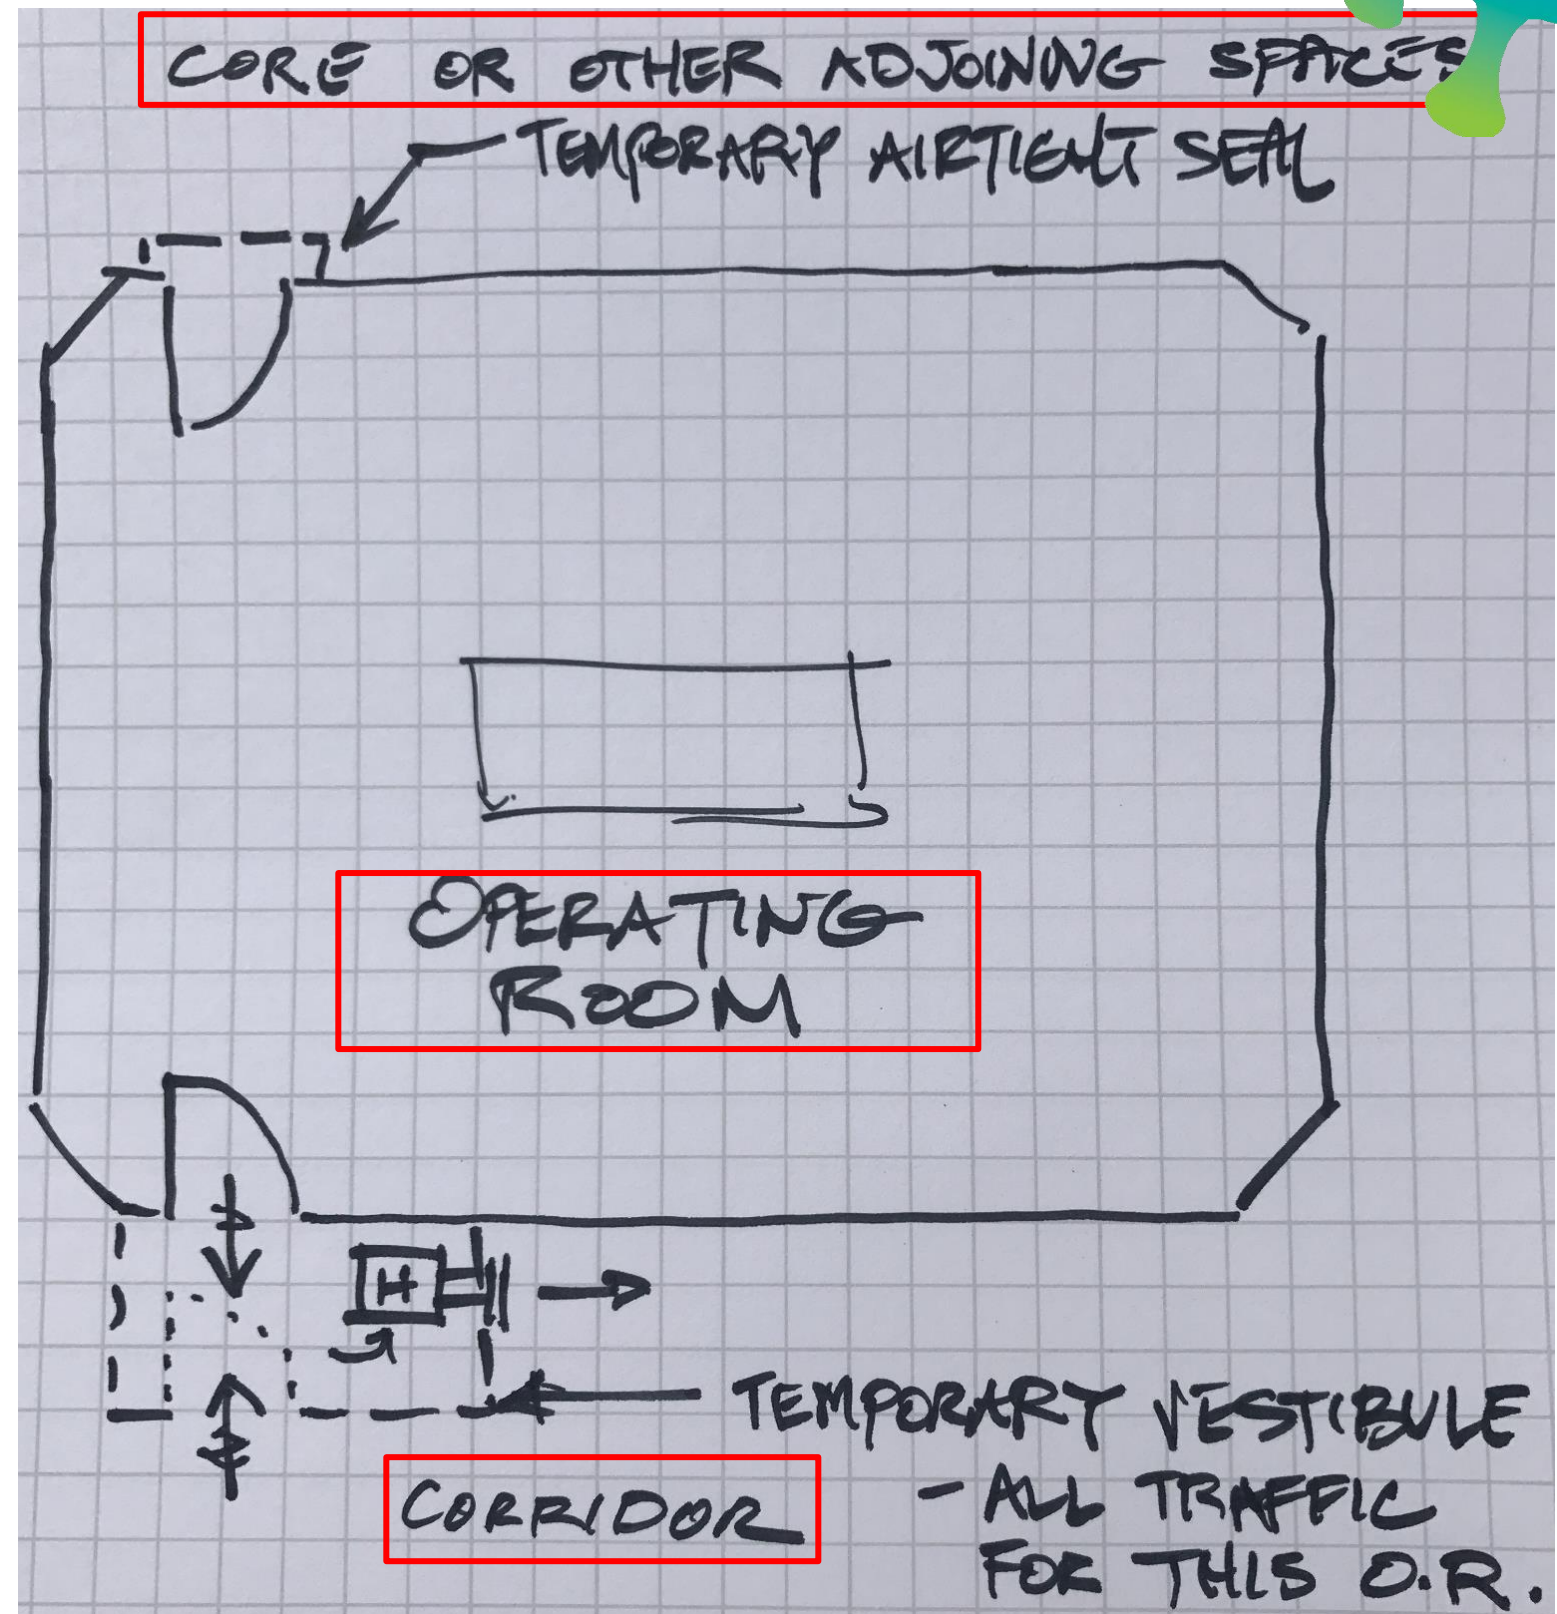 CORE OR OTHER ADJOINING SPACES
TEMPORARY AIRTIGHT SEAL
OPERATING
ROOM
H
TEMPORARY VESTIBULE
CORRIDOR
- ALL TRAFFIC
FOR THIS O.R.